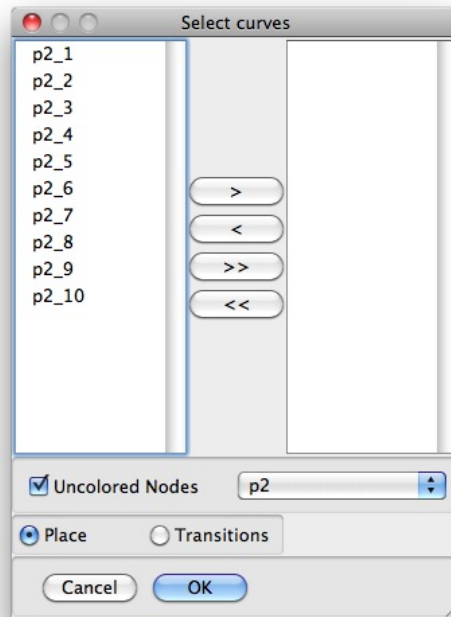 Select curves
p2_1
p2_2
p2_3
p2_4
p2_5
p2_6
p2_7
p2_8
p2_9
p2_10
>
<
>>
<<
Uncolored Nodes p2
Place Transitions
Cancel OK